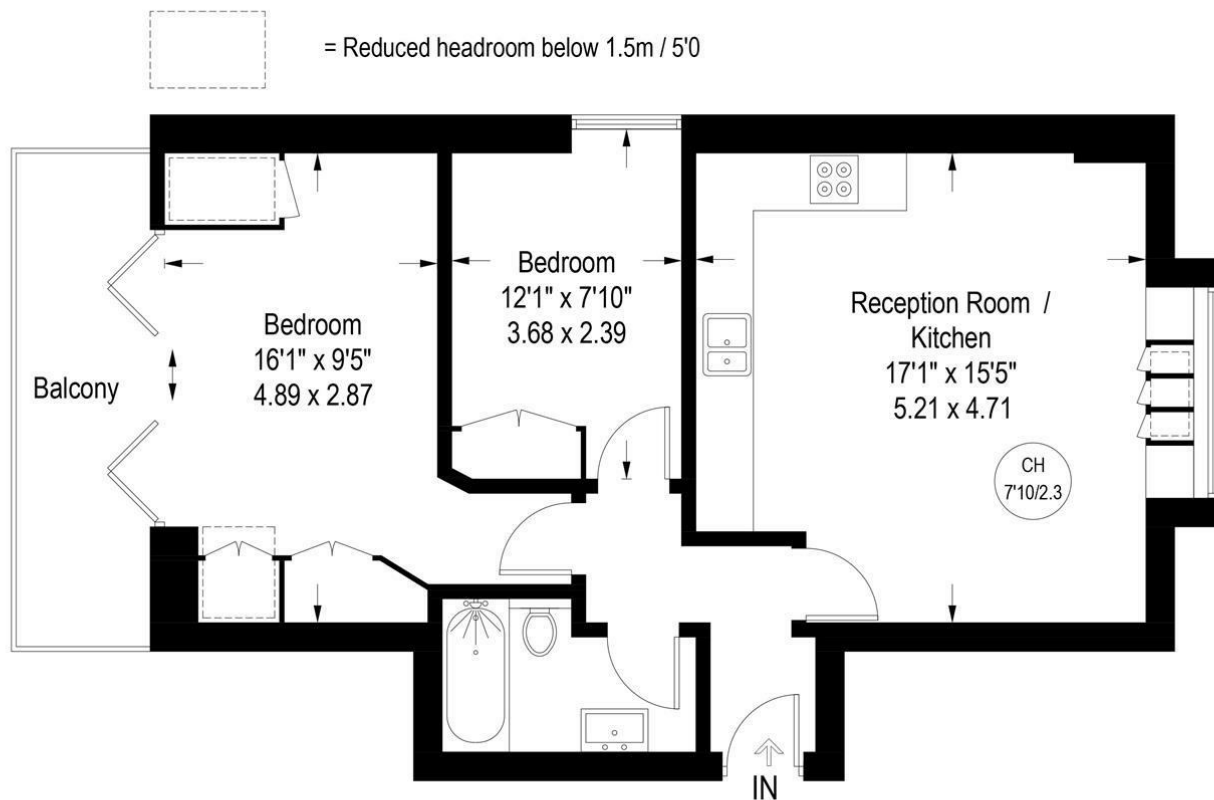 = Reduced headroom below 1.5m / 5'0
Balcony
Bedroom
16'1" x 9'5"
4.89 x 2.87
Bedroom
12'1" x 7'10"
3.68 x 2.39
Reception Room /
Kitchen
17'1" x 15'5"
5.21 x 4.71
CH
7'10/2.3
IN